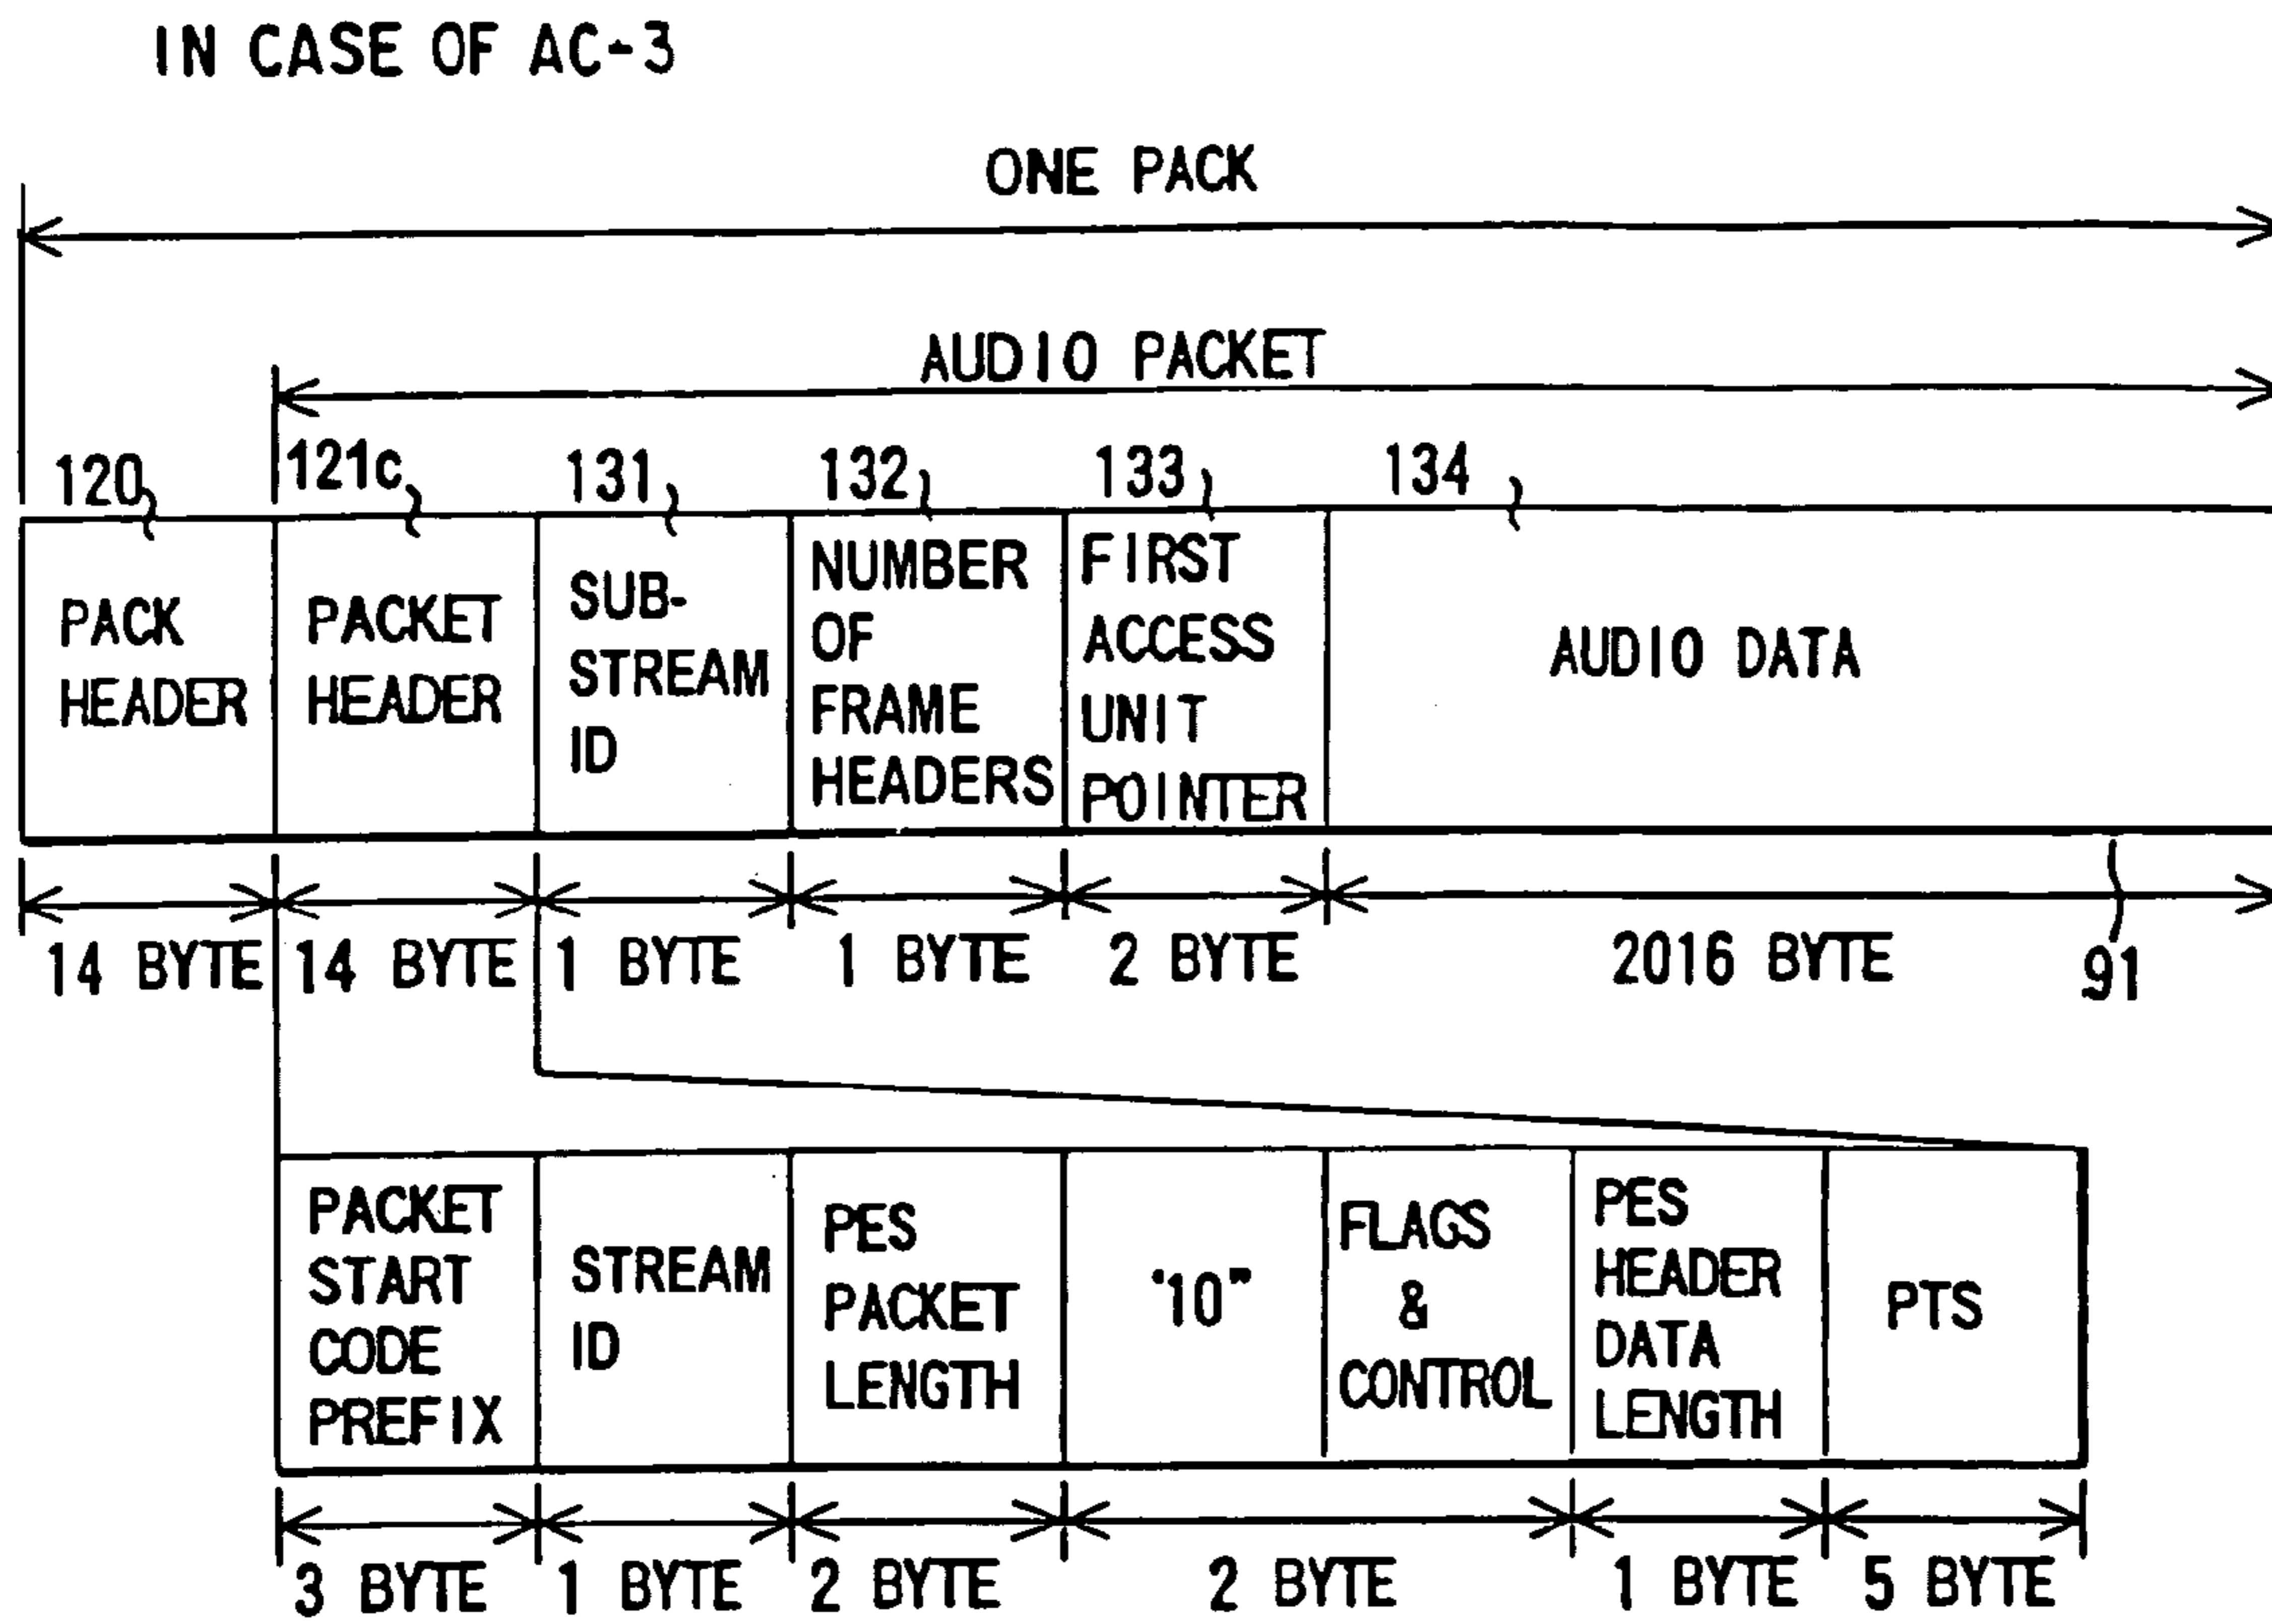 IN CASE OF AC-3
ONE PACK
AUDIO PACKET
120 121c 131 132 133 134
PACK
HEADER
PACKET
HEADER
SUB-
STREAM
ID
NUMBER
OF
FRAME
HEADERS
FIRST
ACCESS
UNIT
POINTER
AUDIO DATA
14 BYTE 14 BYTE 1 BYTE 1 BYTE 2 BYTE 2016 BYTE 91
PACKET
START
CODE
PREFIX
STREAM
ID
PES
PACKET
LENGTH
"10"
FLAGS
&
CONTROL
PES
HEADER
DATA
LENGTH
PTS
3 BYTE 1 BYTE 2 BYTE 2 BYTE 1 BYTE 5 BYTE